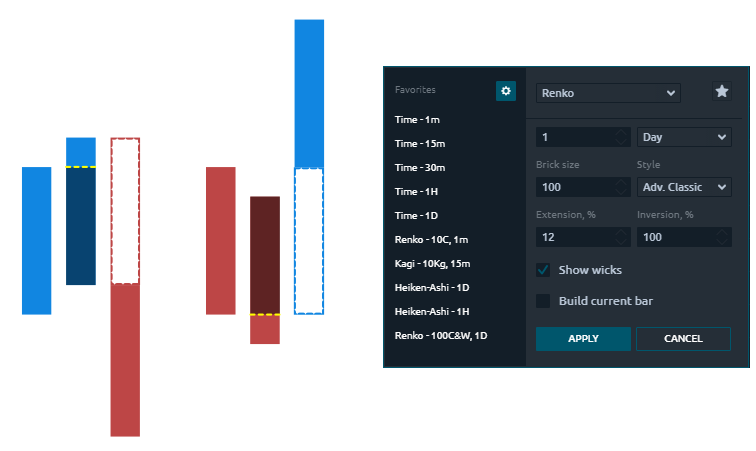 Favorites
Time - 1m
Time - 15m
Time - 30m
Time - 1H
Time - 1D
Renko - 10C, 1m
Kagi - 10Kg, 15m
Heiken-Ashi - 1D
Heiken-Ashi - 1H
Renko - 100C&W, 1D
Renko
1 Day
Brick size Style
100 Adv. Classic
Extension, % Inversion, %
12 100
Show wicks
Build current bar
APPLY CANCEL